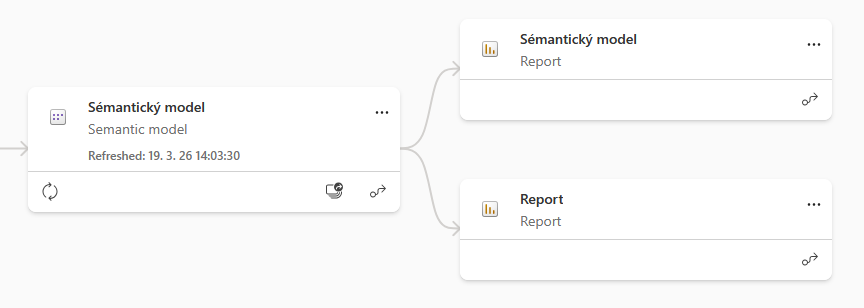 Sémantický model
Semantic model
Refreshed: 19. 3. 26 14:03:30
Sémantický model
Report
Report
Report